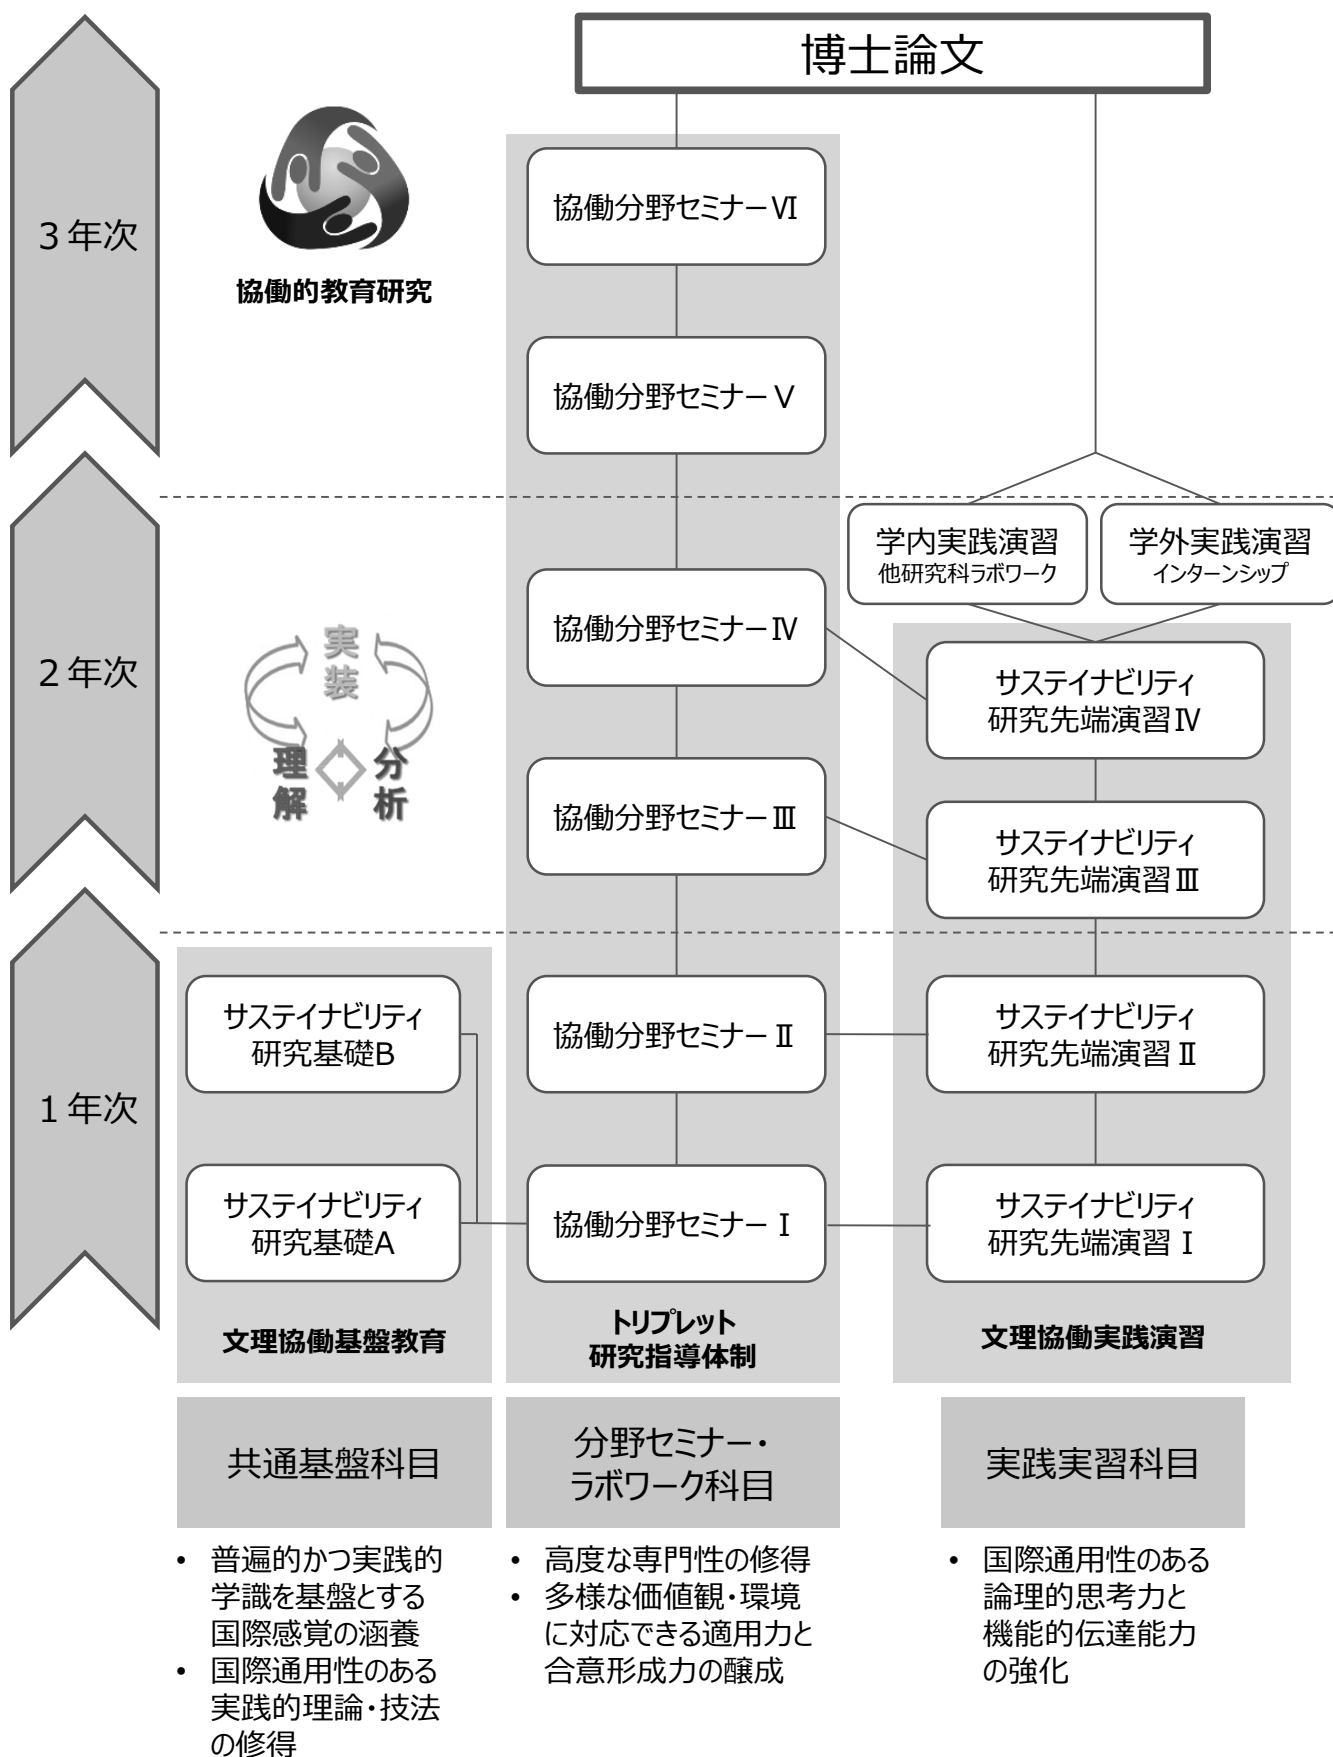 博士論文
3年次
協働的教育研究
協働分野セミナーⅥ
協働分野セミナーⅤ
2年次
実装
理解
分析
協働分野セミナーⅣ
協働分野セミナーⅢ
学内実践演習
他研究科ラボワーク
学外実践演習
インターンシップ
サステイナビリティ
研究先端演習Ⅳ
サステイナビリティ
研究先端演習Ⅲ
1年次
サステイナビリティ
研究基礎B
協働分野セミナーⅡ
サステイナビリティ
研究先端演習Ⅱ
サステイナビリティ
研究基礎A
協働分野セミナーⅠ
サステイナビリティ
研究先端演習Ⅰ
文理協働基盤教育
トリプレット
研究指導体制
文理協働実践演習
共通基盤科目
分野セミナー・
ラボワーク科目
実践実習科目
• 普遍的かつ実践的
学識を基盤とする
国際感覚の涵養
• 国際通用性のある
実践的理論・技法
の修得
• 高度な専門性の修得
• 多様な価値観・環境
に対応できる適用力と
合意形成力の醸成
• 国際通用性のある
論理的思考力と
機能的伝達能力
の強化